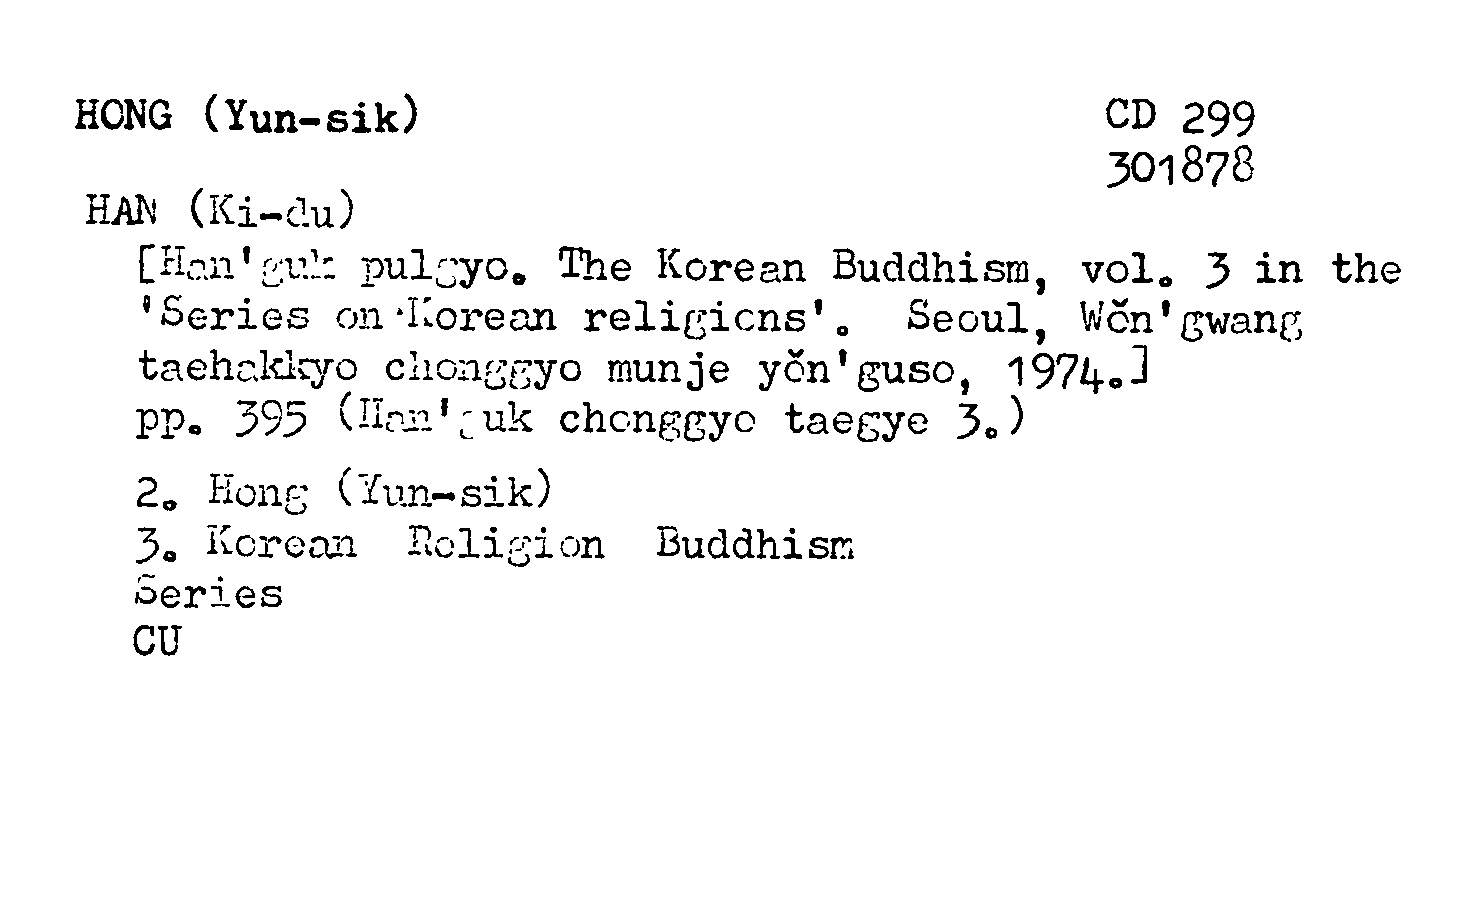 HONG (Yun-sik) CD 299
301878
HAN (Ki-du)
[Han'guk pulgyo. The Korean Buddhism, vol. 3 in the
'Series on Korean religions'. Seoul, Wŏn'gwang
taehakkyo chonggyo munje yŏn'guso, 1974.]
pp. 395 (Han'guk chonggyo taegye 3.)
2. Hong (Yun-sik)
3. Korean Religion Buddhism
Series
CU